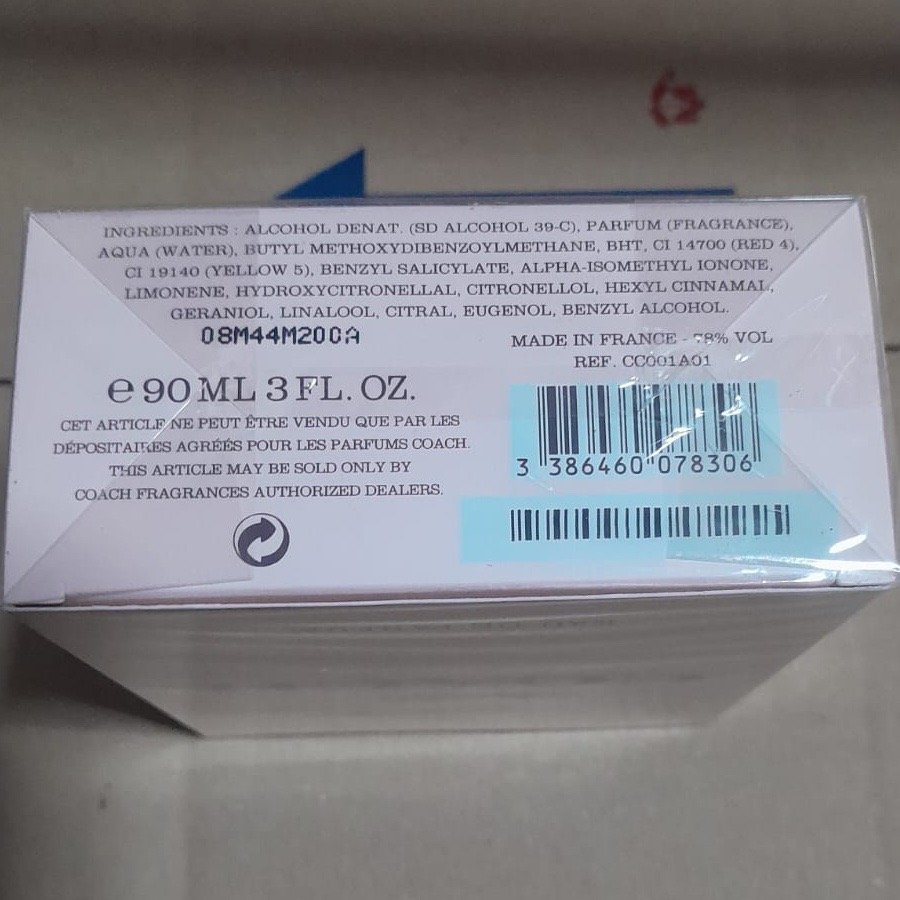 INGREDIENTS : ALCOHOL DENAT. (SD ALCOHOL 39-C), PARFUM (FRAGRANCE),
AQUA (WATER), BUTYL METHOXYDIBENZOYLMETHANE, BHT, CI 14700 (RED 4),
CI 19140 (YELLOW 5), BENZYL SALICYLATE, ALPHA-ISOMETHYL IONONE,
LIMONENE, HYDROXYCITRONELLAL, CITRONELLOL, HEXYL CINNAMAL,
GERANIOL, LINALOOL, CITRAL, EUGENOL, BENZYL ALCOHOL.
08M44M200A
MADE IN FRANCE - 78% VOL
REF. CC001A01
e 90 ML 3 FL. OZ.
CET ARTICLE NE PEUT ÊTRE VENDU QUE PAR LES
DÉPOSITAIRES AGRÉÉS POUR LES PARFUMS COACH.
THIS ARTICLE MAY BE SOLD ONLY BY
COACH FRAGRANCES AUTHORIZED DEALERS.
3 386460 078306